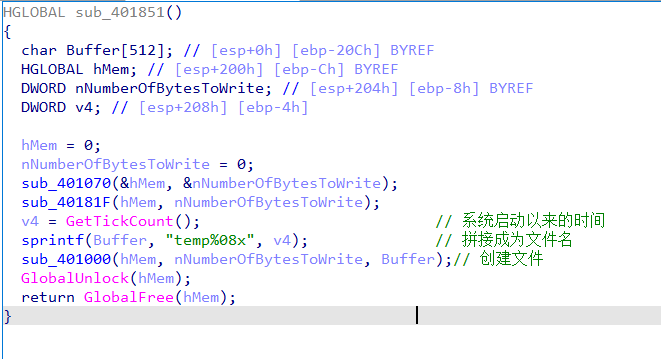 HGLOBAL sub_401851()
{
  char Buffer[512]; // [esp+0h] [ebp-20Ch] BYREF
  HGLOBAL hMem; // [esp+200h] [ebp-Ch] BYREF
  DWORD nNumberOfBytesToWrite; // [esp+204h] [ebp-8h] BYREF
  DWORD v4; // [esp+208h] [ebp-4h]

  hMem = 0;
  nNumberOfBytesToWrite = 0;
  sub_401070(&hMem, &nNumberOfBytesToWrite);
  sub_40181F(hMem, nNumberOfBytesToWrite);
  v4 = GetTickCount(); // 系统启动以来的时间
  sprintf(Buffer, "temp%08x", v4); // 拼接成为文件名
  sub_401000(hMem, nNumberOfBytesToWrite, Buffer);// 创建文件
  GlobalUnlock(hMem);
  return GlobalFree(hMem);
}